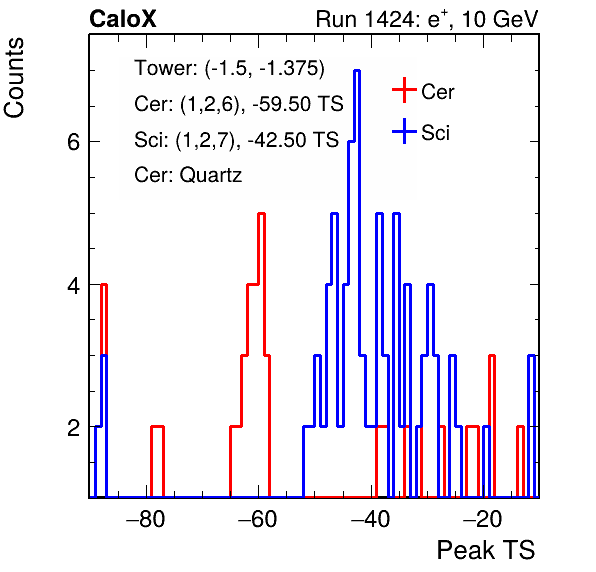 CaloX Run 1424: e⁺, 10 GeV
Counts
Tower: (-1.5, -1.375)
Cer: (1,2,6), -59.50 TS
Sci: (1,2,7), -42.50 TS
Cer: Quartz
Cer
Sci
6
4
2
−80 −60 −40 −20
Peak TS